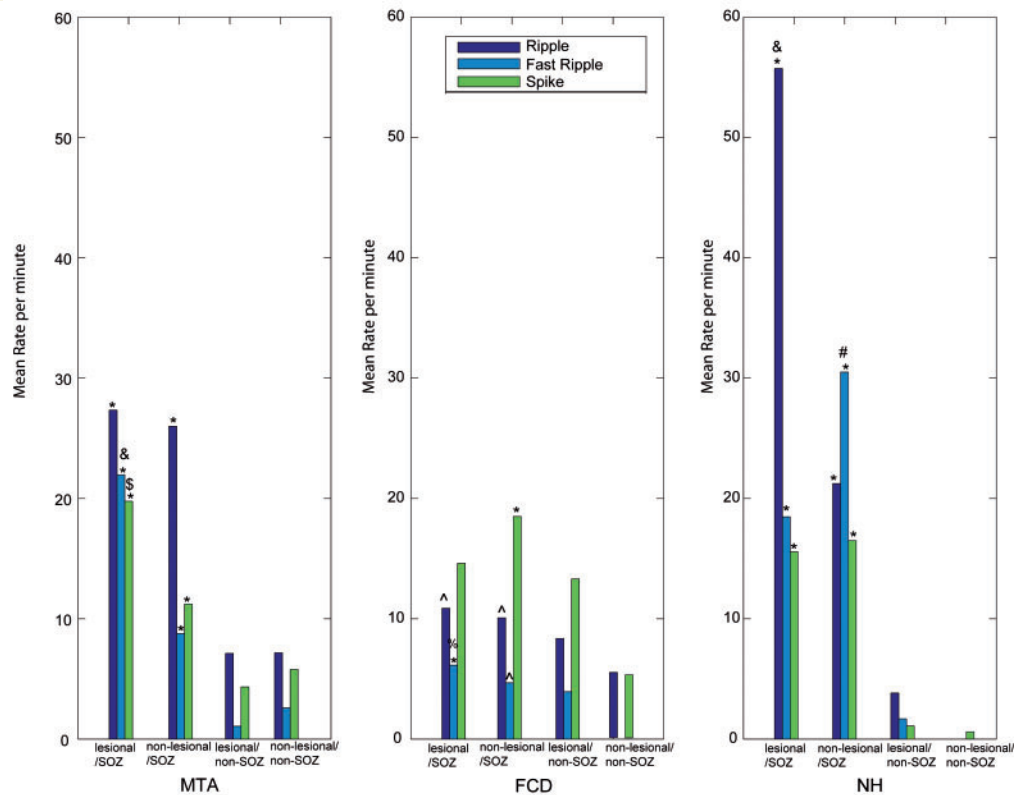 60
50
40
30
20
10
0
Mean Rate per minute
*
&
*
$
*
*
*
*
lesional
/SOZ
non-lesional
/SOZ
lesional/
non-SOZ
non-lesional/
non-SOZ
MTA
60
50
40
30
20
10
0
Mean Rate per minute
Ripple
Fast Ripple
Spike
^
%
*
^
^
*
lesional
/SOZ
non-lesional
/SOZ
lesional/
non-SOZ
non-lesional/
non-SOZ
FCD
60
50
40
30
20
10
0
Mean Rate per minute
&
*
*
*
*
#
*
*
lesional
/SOZ
non-lesional
/SOZ
lesional/
non-SOZ
non-lesional/
non-SOZ
NH